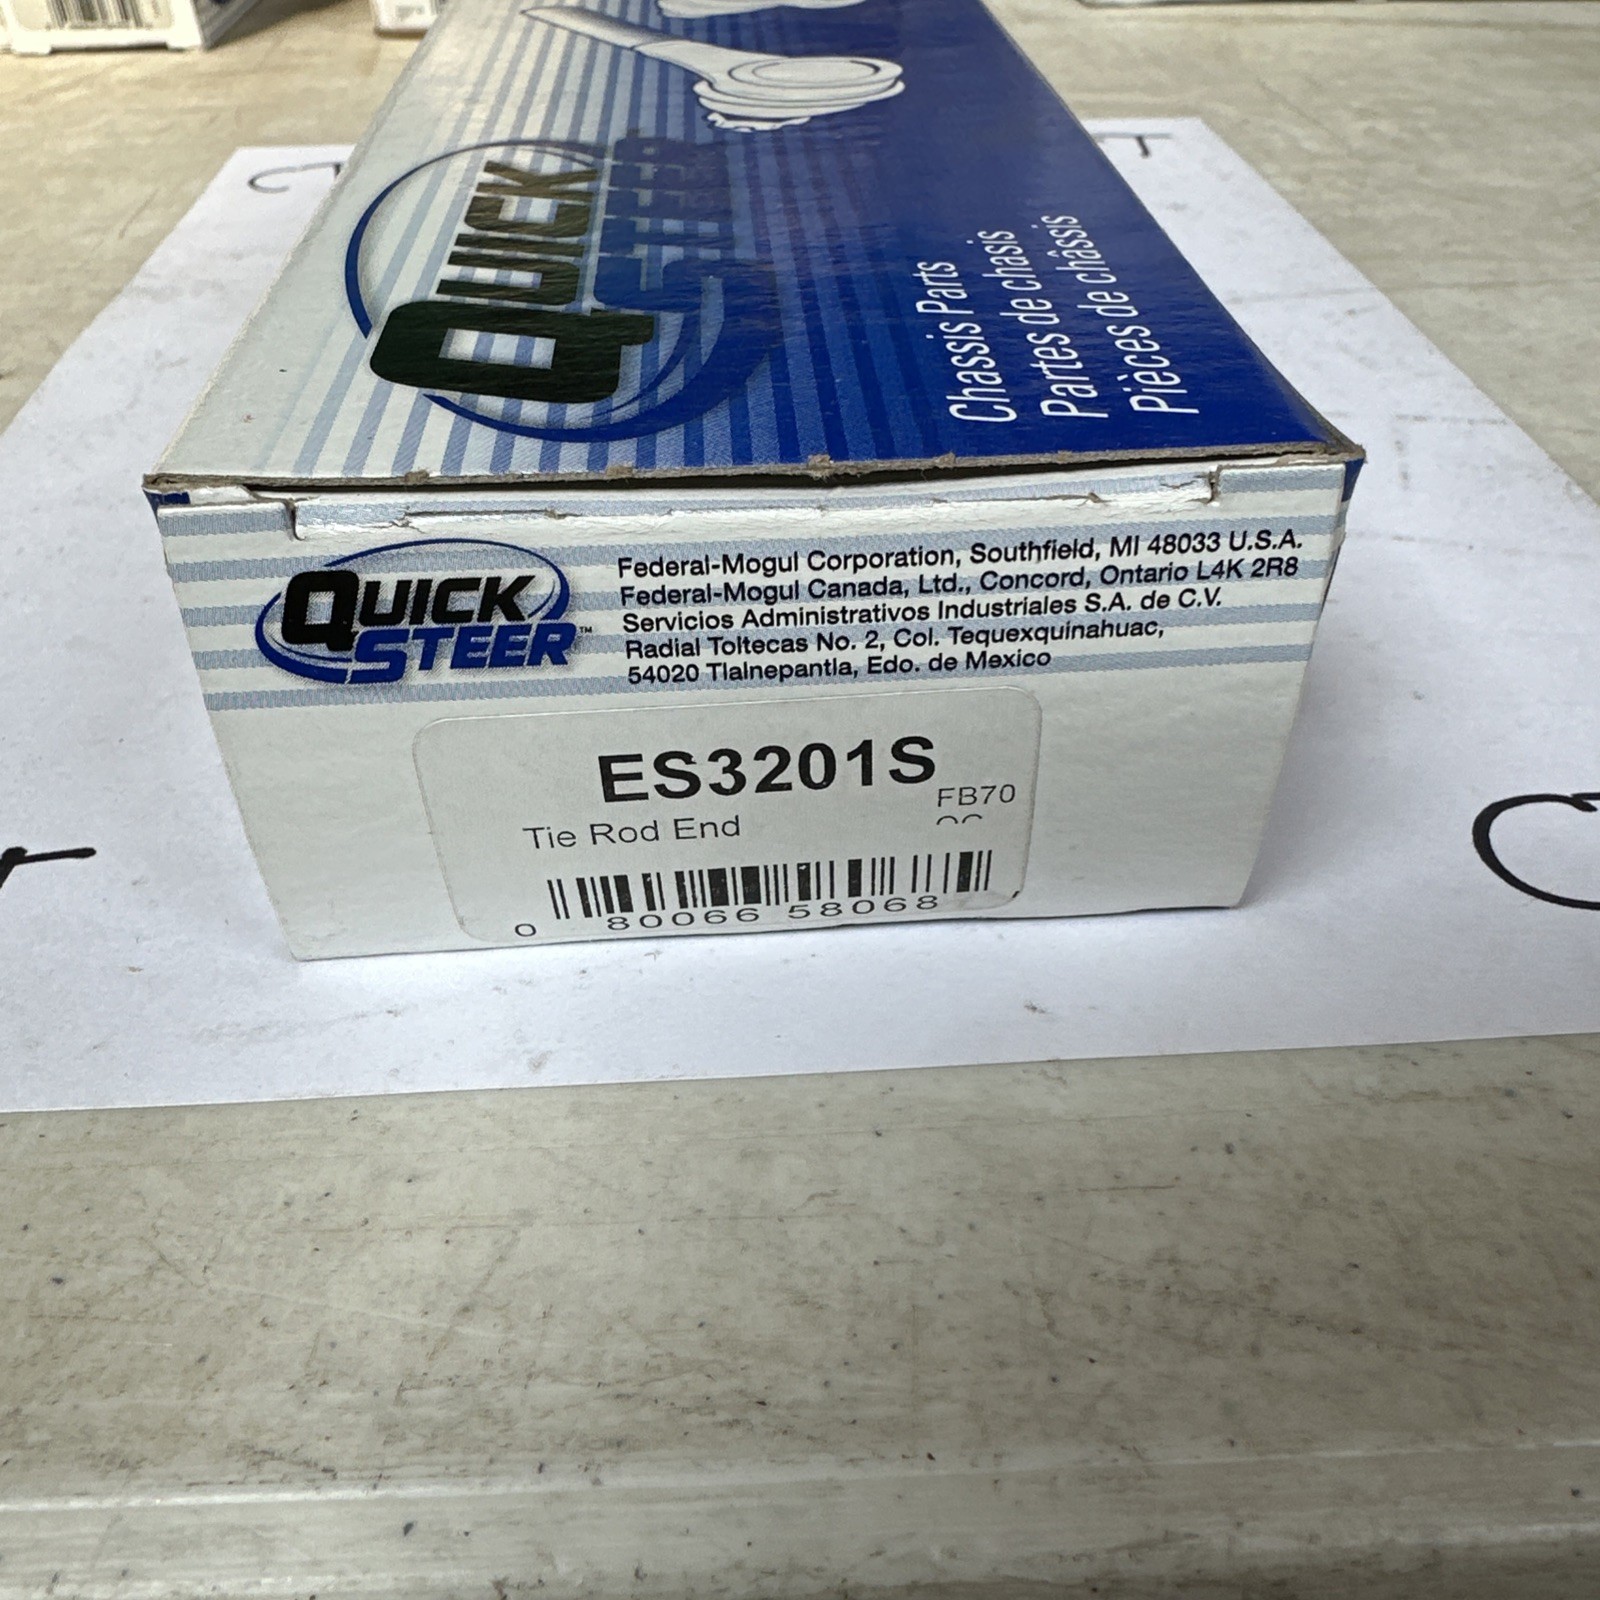 QUICK
STEER
Chassis Parts
Partes de chasis
Pièces de châssis
QUICK
STEER™
Federal-Mogul Corporation, Southfield, MI 48033 U.S.A.
Federal-Mogul Canada, Ltd., Concord, Ontario L4K 2R8
Servicios Administrativos Industriales S.A. de C.V.
Radial Toltecas No. 2, Col. Tequexquinahuac,
54020 Tlalnepantla, Edo. de Mexico
ES3201S
FB70
Tie Rod End
0 80066 58068